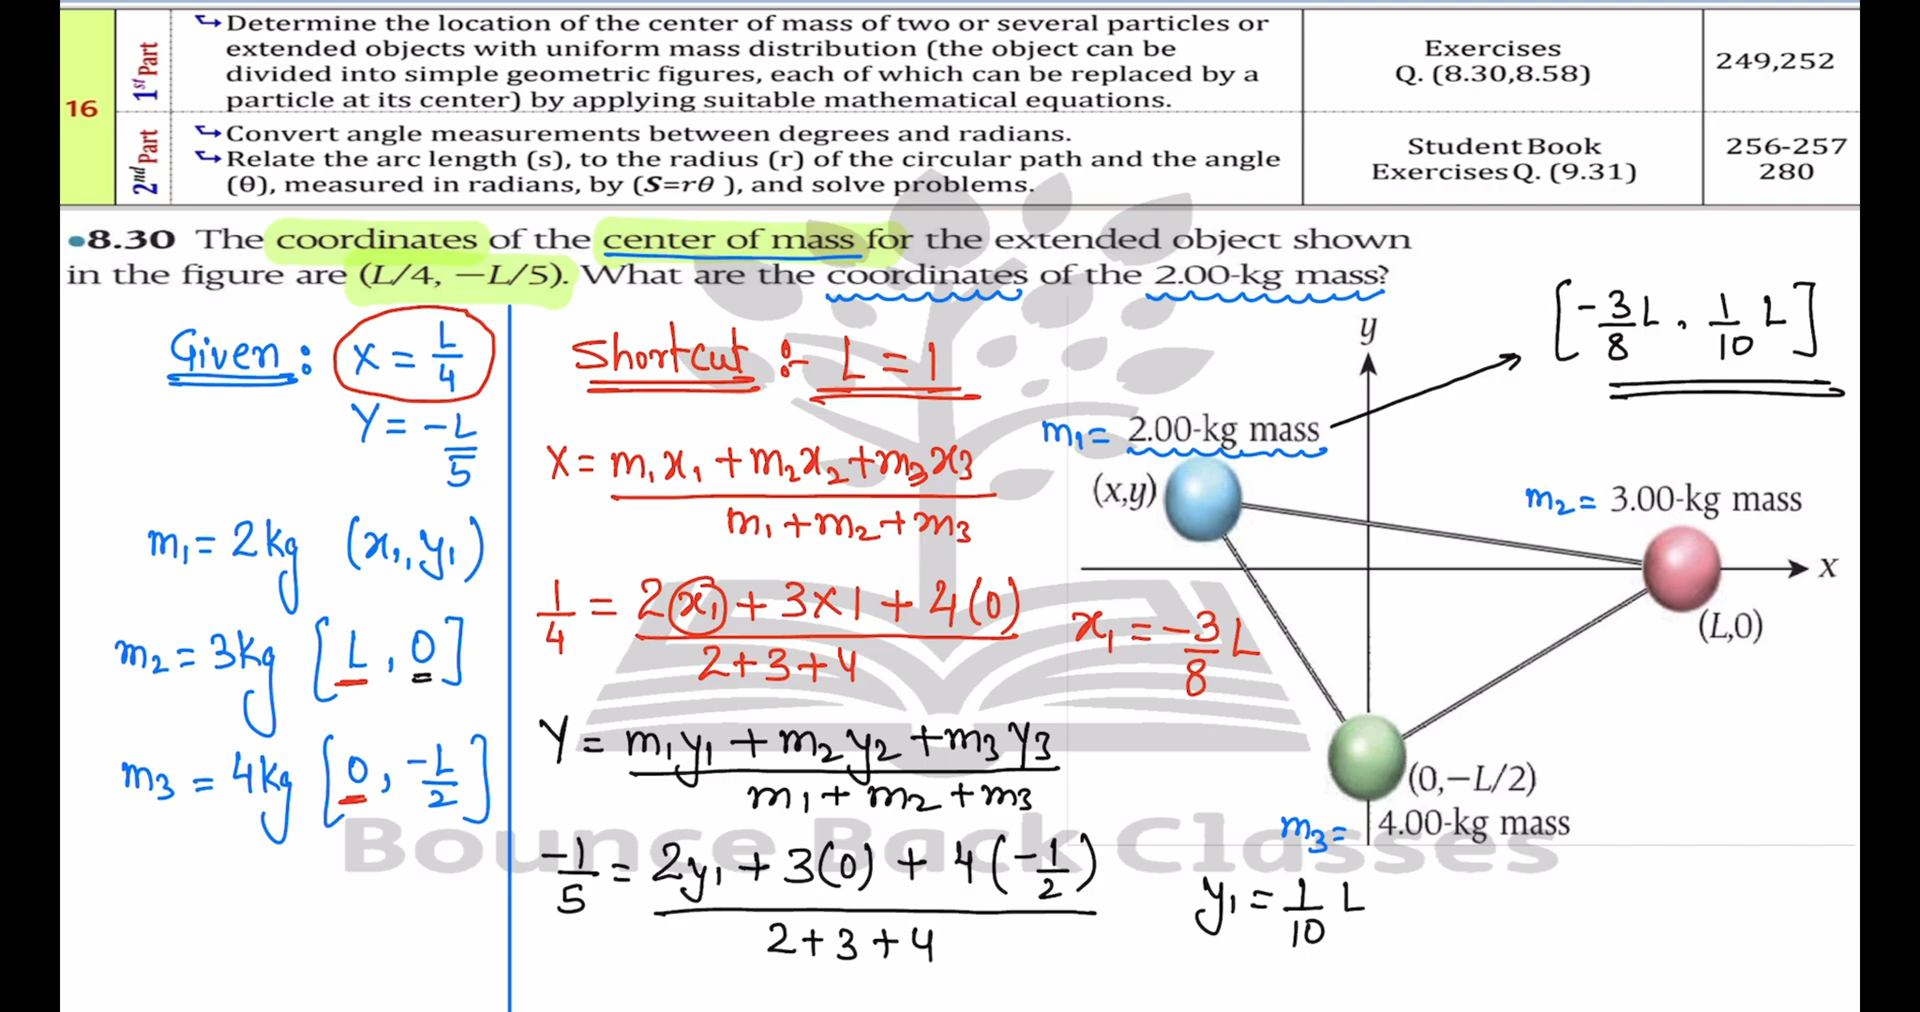 16
1st Part
↪Determine the location of the center of mass of two or several particles or
extended objects with uniform mass distribution (the object can be
divided into simple geometric figures, each of which can be replaced by a
particle at its center) by applying suitable mathematical equations.
Exercises
Q. (8.30,8.58)
249,252
2nd Part
↪Convert angle measurements between degrees and radians.
↪Relate the arc length (s), to the radius (r) of the circular path and the angle
(θ), measured in radians, by (S=rθ ), and solve problems.
Student Book
Exercises Q. (9.31)
256-257
280
•8.30 The coordinates of the center of mass for the extended object shown
in the figure are (L/4, −L/5). What are the coordinates of the 2.00-kg mass?
Given: X = L/4
Y = -L/5
m₁ = 2kg (x₁, y₁)
m₂ = 3kg [L, 0]
m₃ = 4kg [0, -L/2]
Shortcut :- L = 1
X = m₁x₁ + m₂x₂ + m₃x₃ / m₁ + m₂ + m₃
1/4 = 2x₁ + 3×1 + 4(0) / 2+3+4
x₁ = -3/8 L
Y = m₁y₁ + m₂y₂ + m₃y₃ / m₁ + m₂ + m₃
-1/5 = 2y₁ + 3(0) + 4(-1/2) / 2+3+4
y₁ = 1/10 L
[-3/8 L, 1/10 L]
y
m₁ = 2.00-kg mass
(x,y)
m₂ = 3.00-kg mass
x
(L,0)
(0,−L/2)
m₃ = 4.00-kg mass
Bounce Back Classes